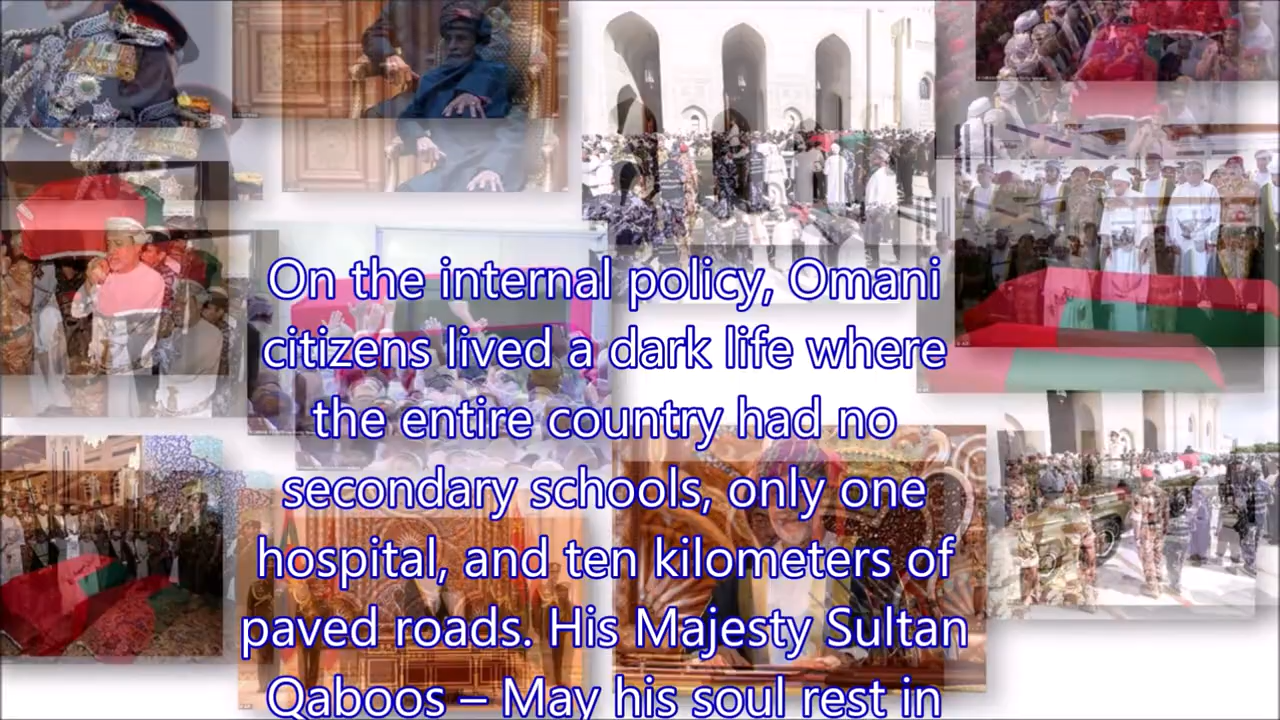 On the internal policy, Omani
citizens lived a dark life where
the entire country had no
secondary schools, only one
hospital, and ten kilometers of
paved roads. His Majesty Sultan
Qaboos – May his soul rest in